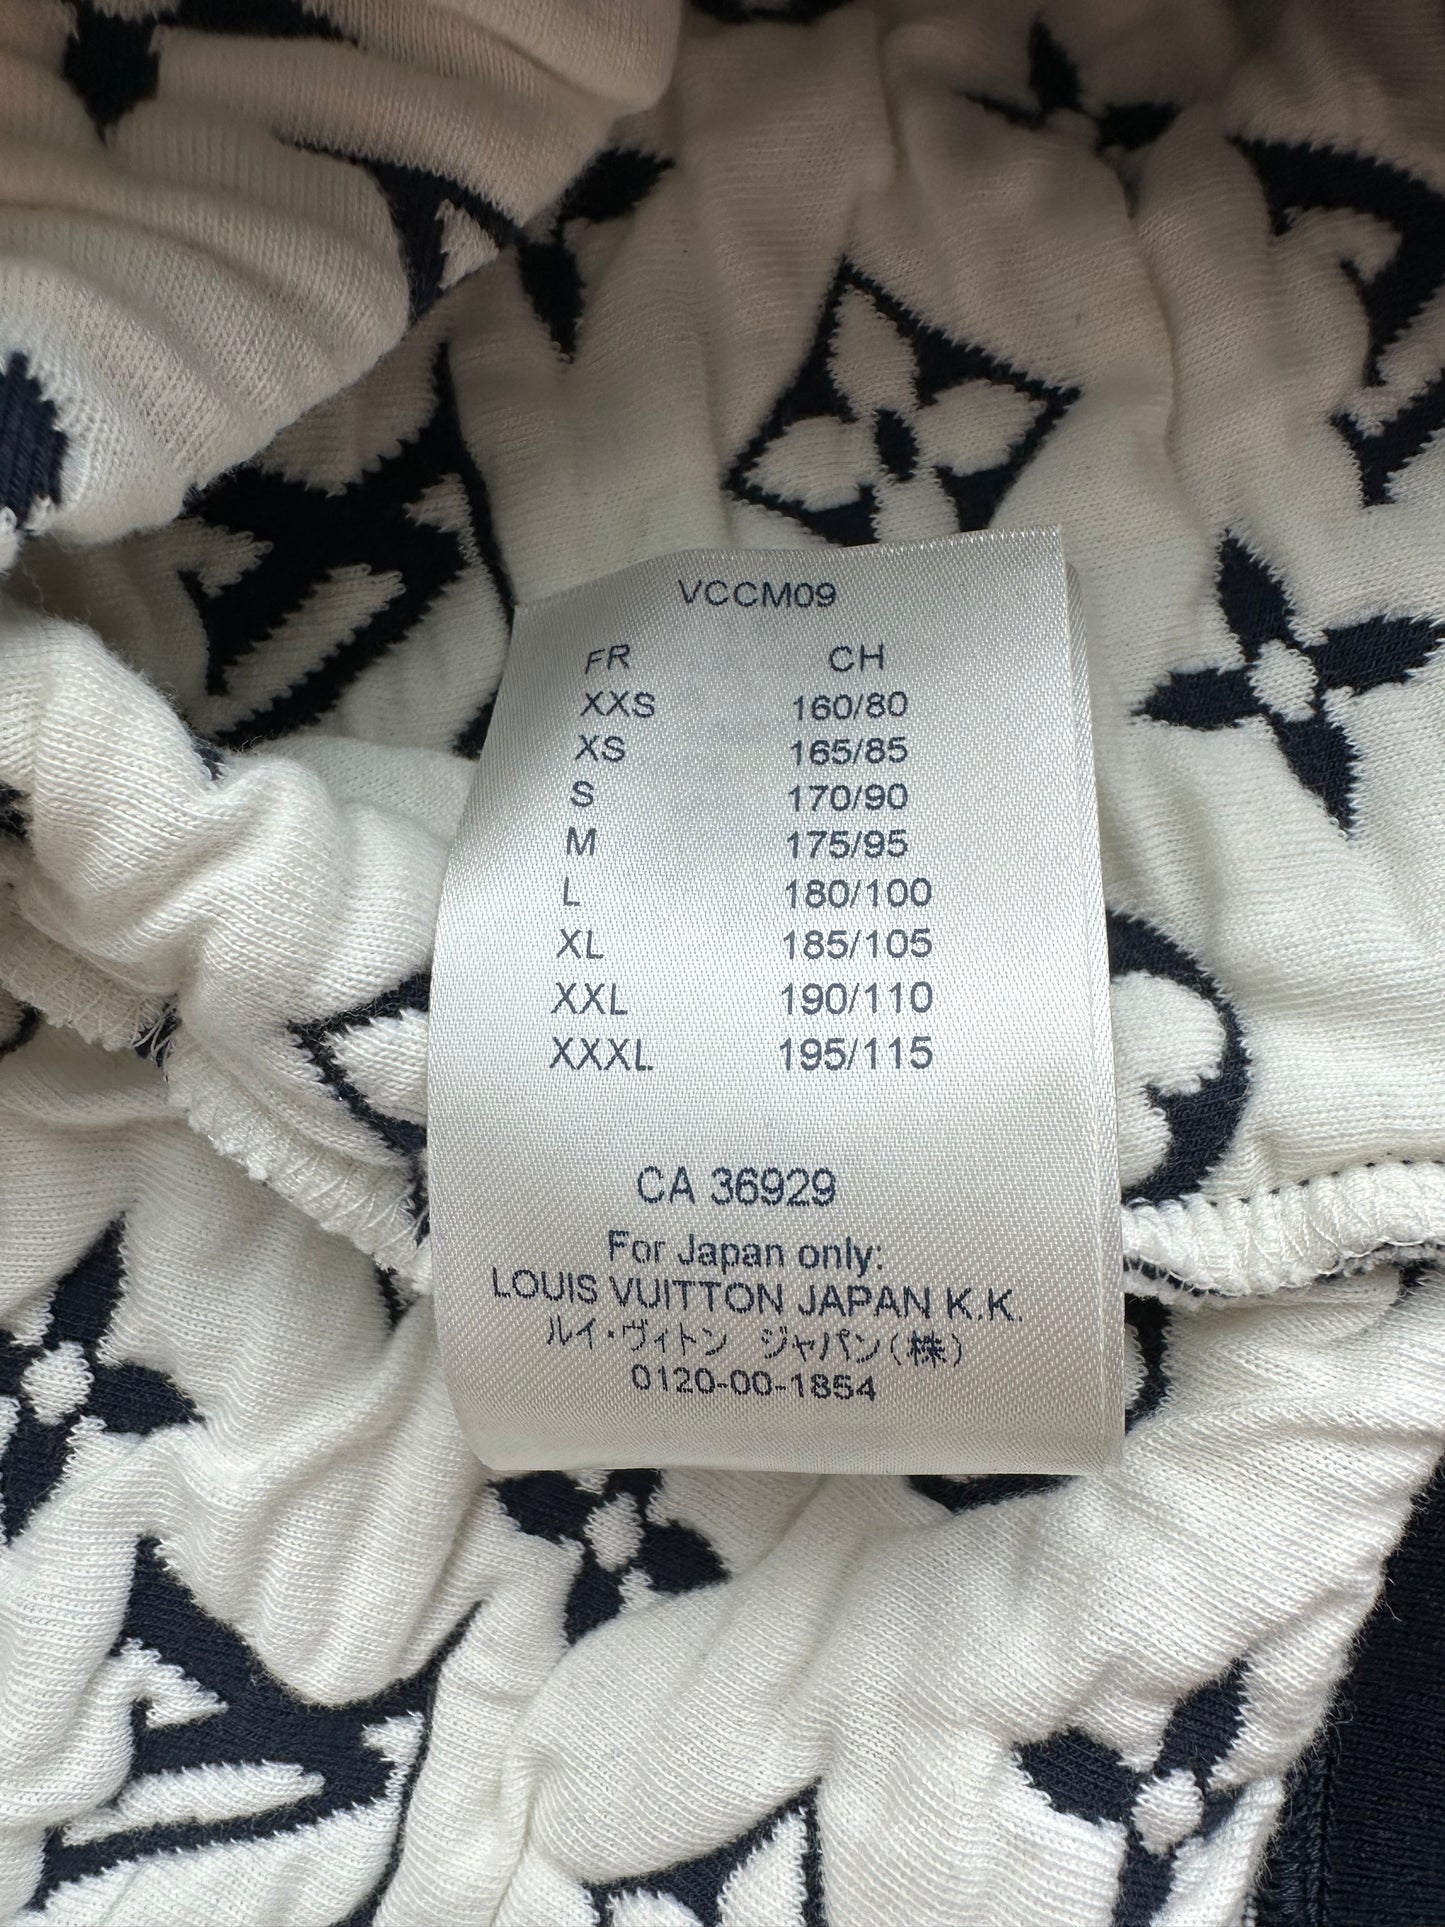 VCCM09
FR CH
XXS 160/80
XS 165/85
S 170/90
M 175/95
L 180/100
XL 185/105
XXL 190/110
XXXL 195/115
CA 36929
For Japan only:
LOUIS VUITTON JAPAN K.K.
ルイ・ヴィトン ジャパン(株)
0120-00-1854